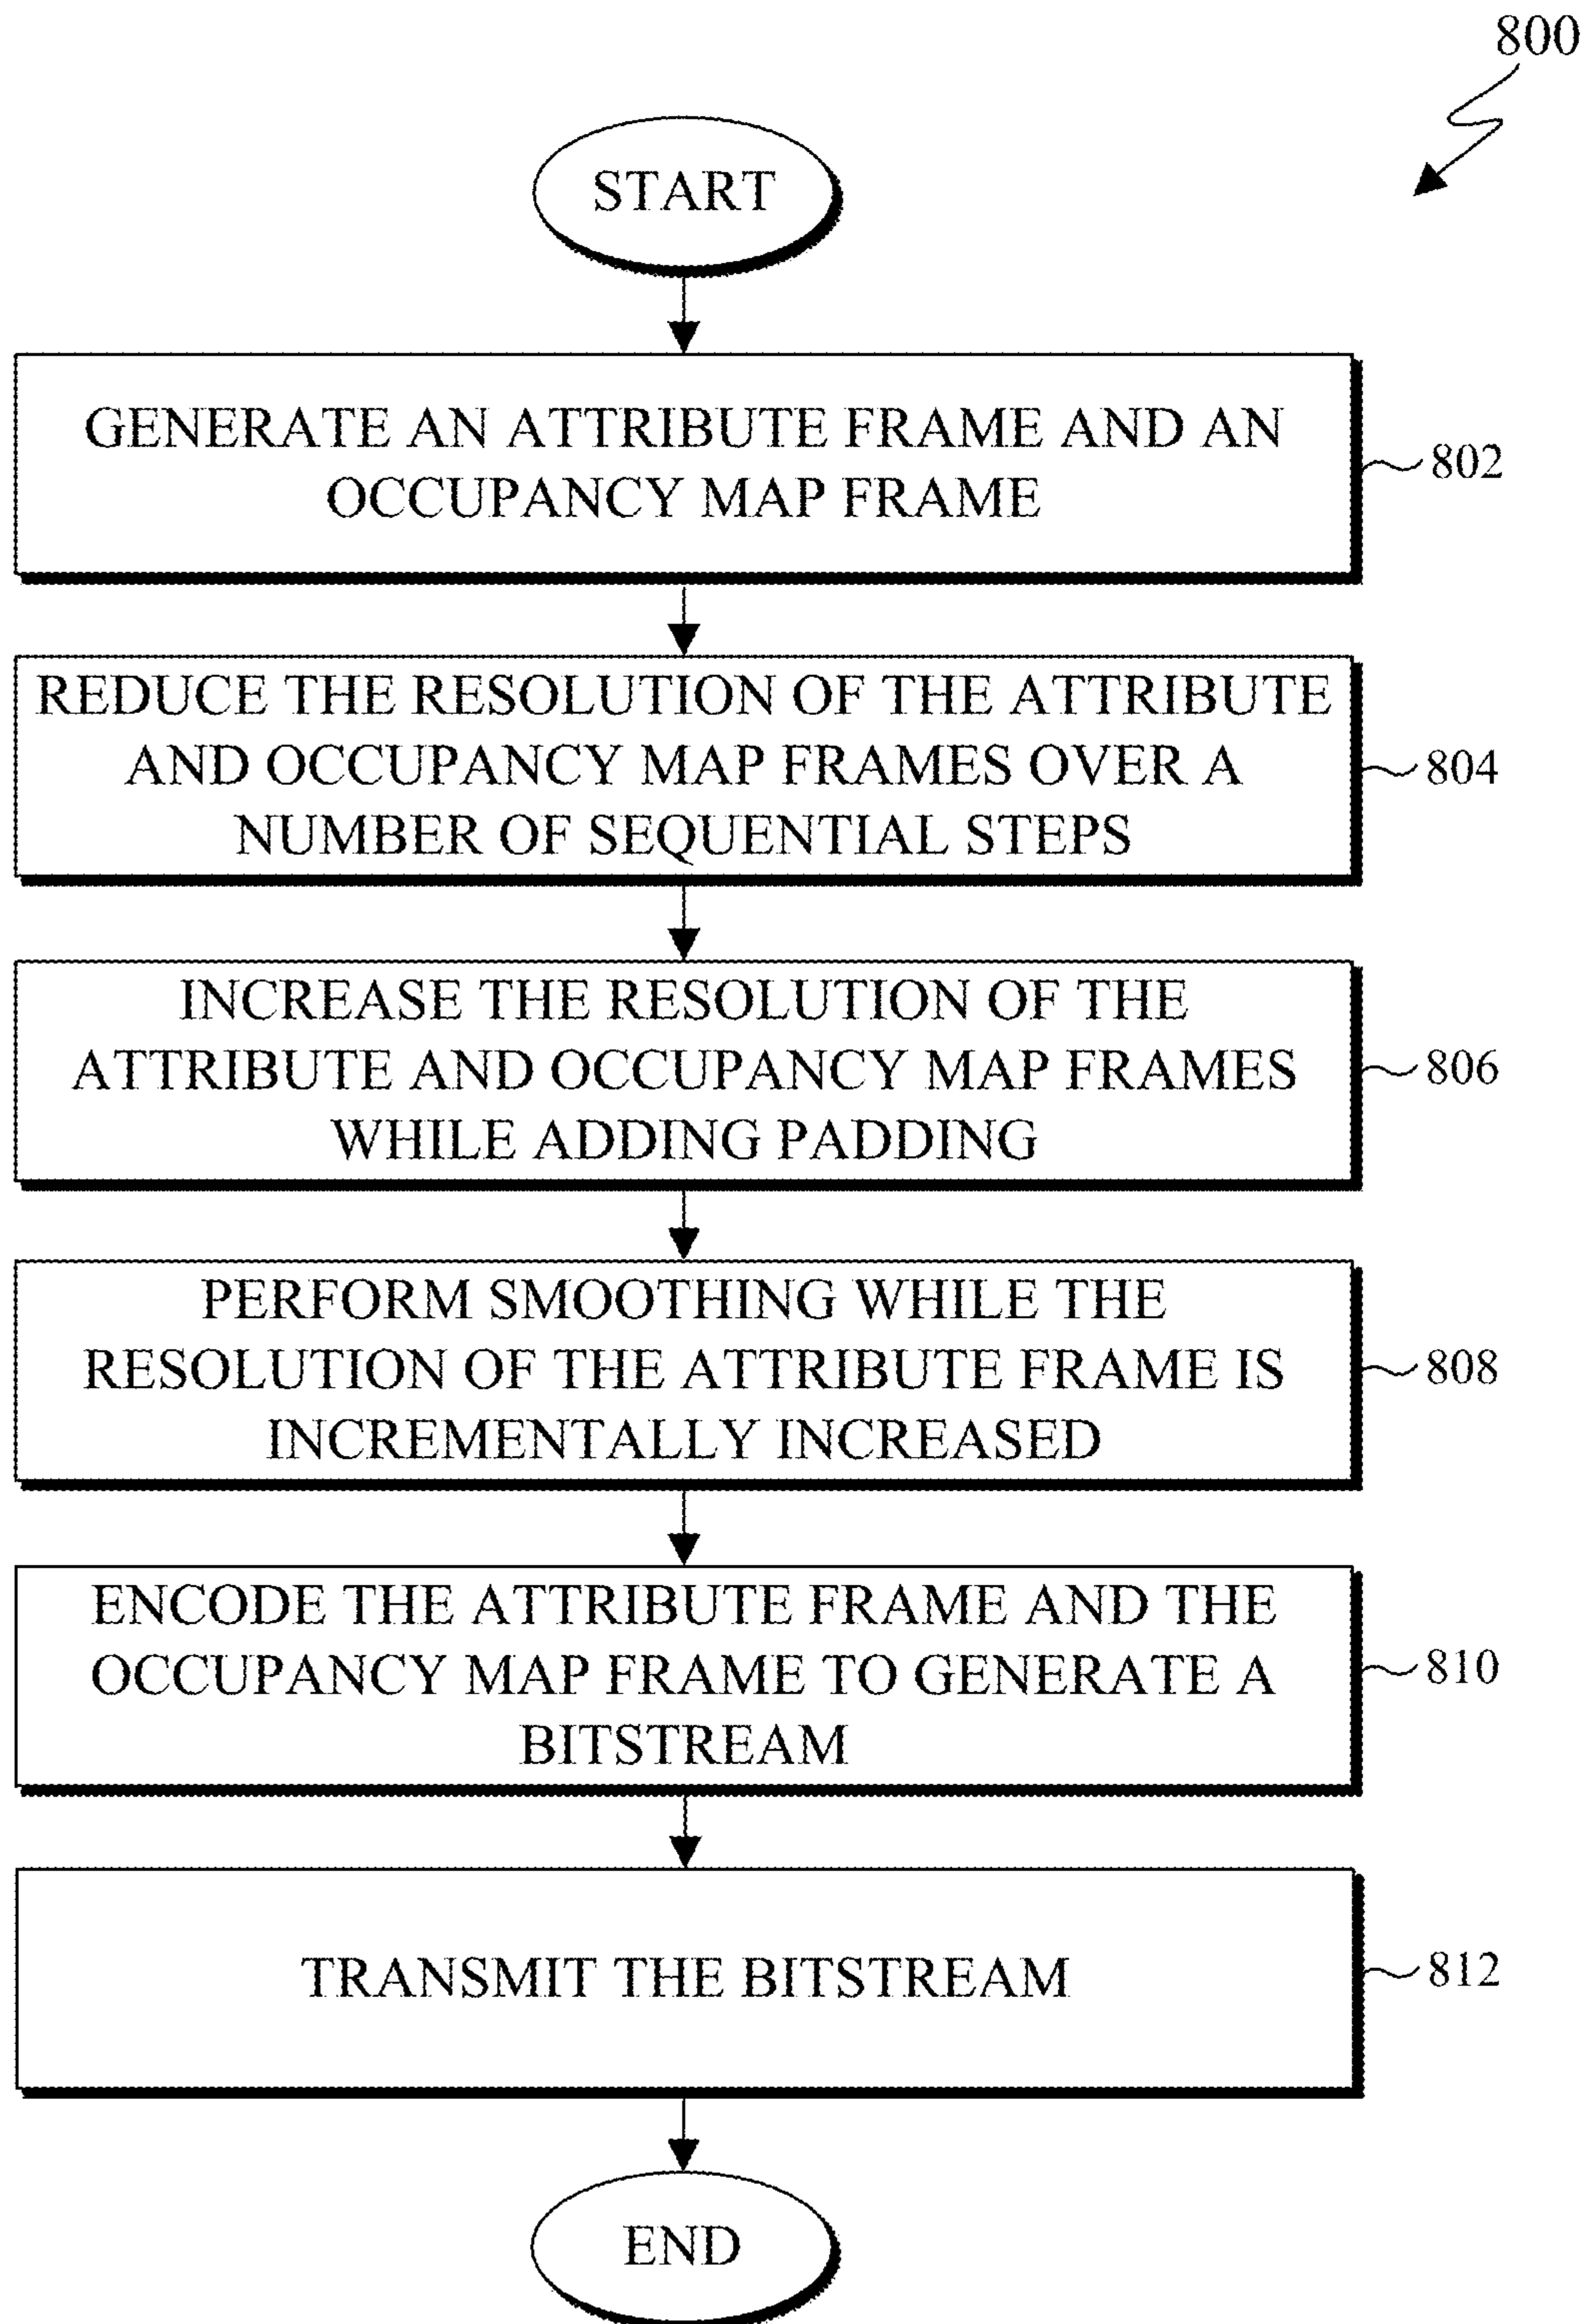 800
START
GENERATE AN ATTRIBUTE FRAME AND AN
OCCUPANCY MAP FRAME
802
REDUCE THE RESOLUTION OF THE ATTRIBUTE
AND OCCUPANCY MAP FRAMES OVER A
NUMBER OF SEQUENTIAL STEPS
804
INCREASE THE RESOLUTION OF THE
ATTRIBUTE AND OCCUPANCY MAP FRAMES
WHILE ADDING PADDING
806
PERFORM SMOOTHING WHILE THE
RESOLUTION OF THE ATTRIBUTE FRAME IS
INCREMENTALLY INCREASED
808
ENCODE THE ATTRIBUTE FRAME AND THE
OCCUPANCY MAP FRAME TO GENERATE A
BITSTREAM
810
TRANSMIT THE BITSTREAM
812
END